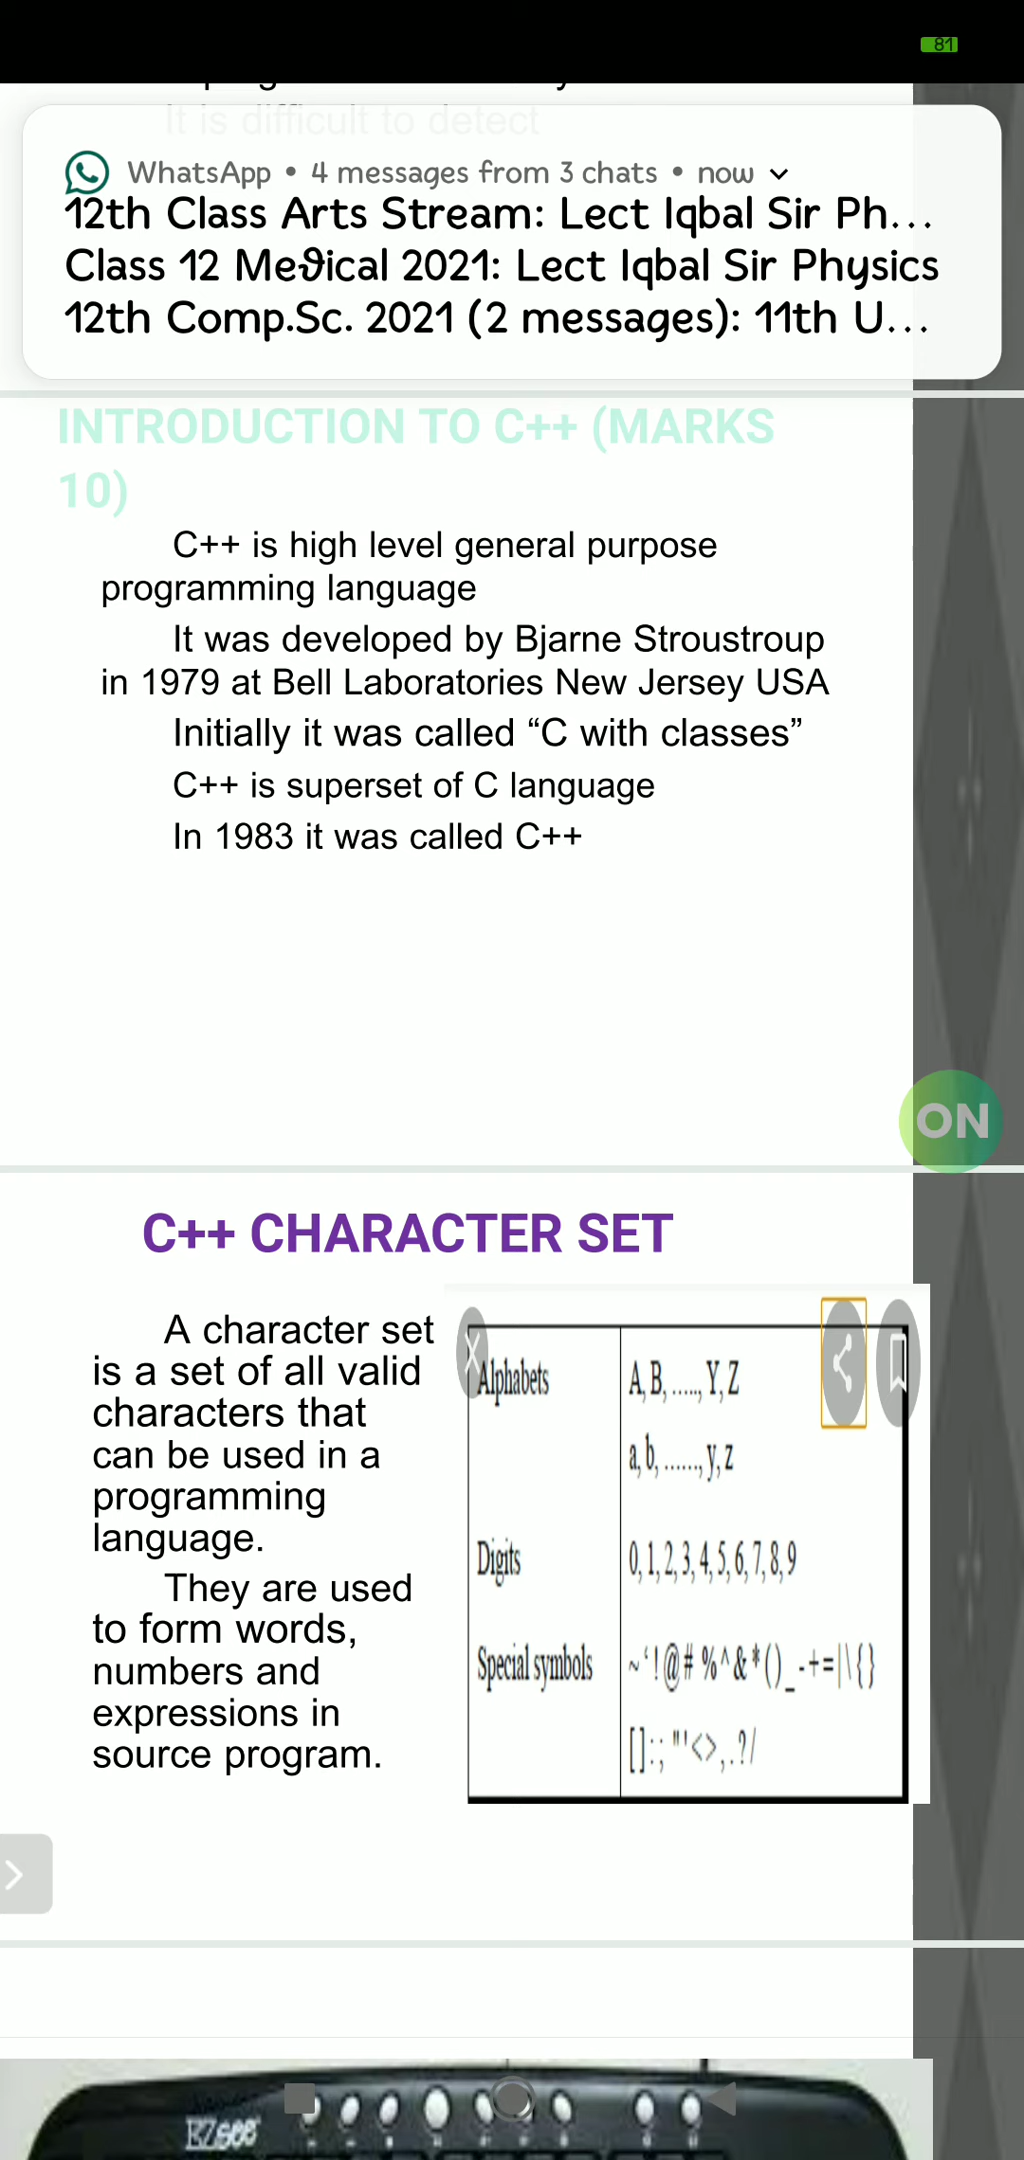 81
It is difficult to detect
WhatsApp • 4 messages from 3 chats • now
12th Class Arts Stream: Lect Iqbal Sir Ph...
Class 12 Medical 2021: Lect Iqbal Sir Physics
12th Comp.Sc. 2021 (2 messages): 11th U...
INTRODUCTION TO C++ (MARKS
10)
C++ is high level general purpose
programming language
It was developed by Bjarne Stroustroup
in 1979 at Bell Laboratories New Jersey USA
Initially it was called “C with classes”
C++ is superset of C language
In 1983 it was called C++
ON
C++ CHARACTER SET
A character set
is a set of all valid
characters that
can be used in a
programming
language.
They are used
to form words,
numbers and
expressions in
source program.
Alphabets A, B, ....., Y, Z
a, b, ......, y, z
Digits 0, 1, 2, 3, 4, 5, 6, 7, 8, 9
Special symbols ~ ‘ ! @ # % ^ & * ( ) _ - + = | \ { }
[ ] : ; " ' < > , . ? /
EZsee